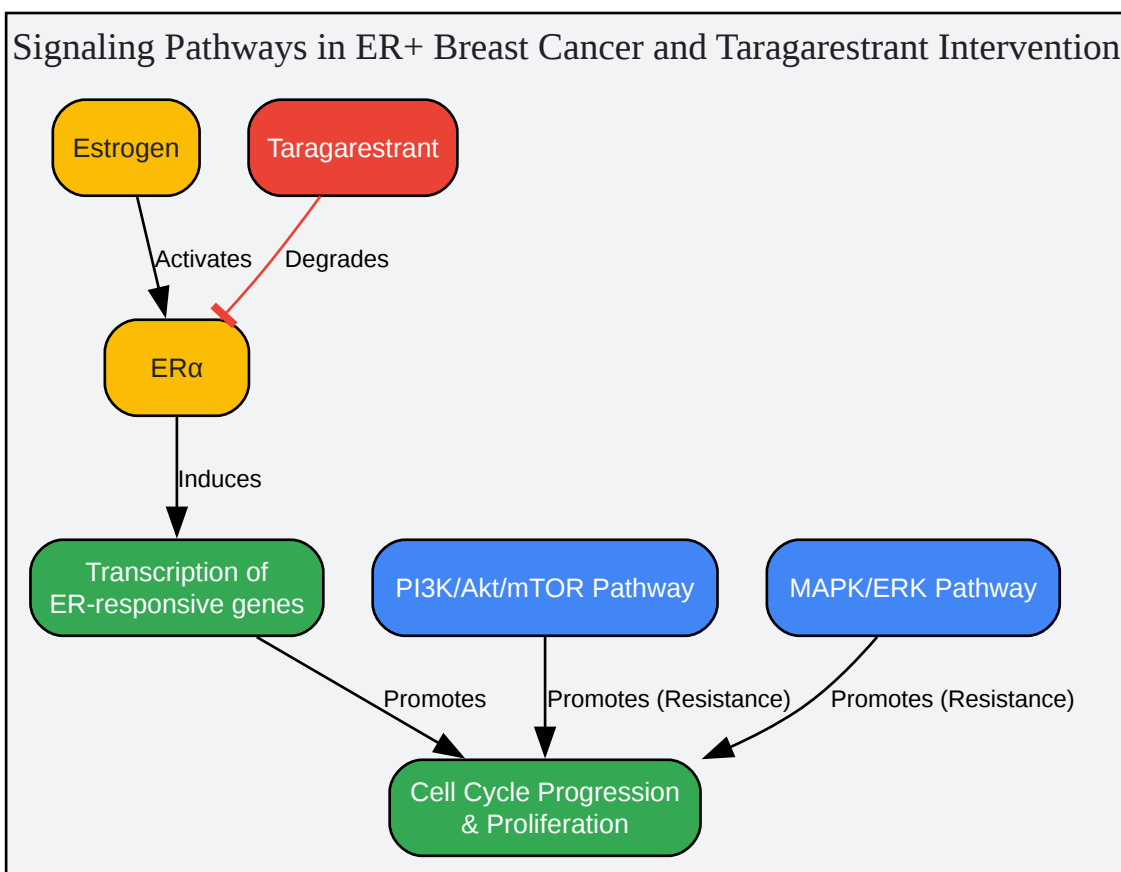 Signaling Pathways in ER+ Breast Cancer and Taragarestrant Intervention
Estrogen
Taragarestrant
Activates
Degrades
ERα
Induces
Transcription of
ER-responsive genes
PI3K/Akt/mTOR Pathway
MAPK/ERK Pathway
Promotes
Promotes (Resistance)
Promotes (Resistance)
Cell Cycle Progression
& Proliferation